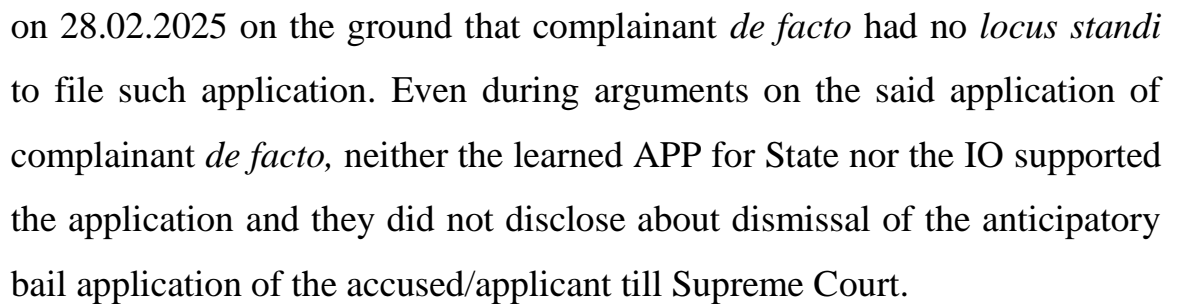 on 28.02.2025 on the ground that complainant de facto had no locus standi
to file such application. Even during arguments on the said application of
complainant de facto, neither the learned APP for State nor the IO supported
the application and they did not disclose about dismissal of the anticipatory
bail application of the accused/applicant till Supreme Court.